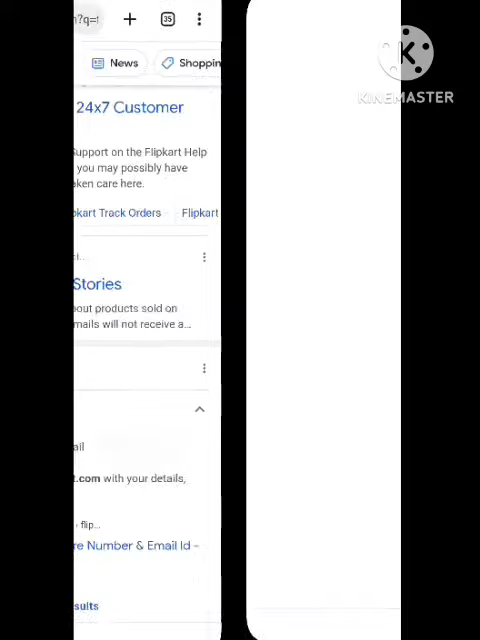 ?q=
35
News
Shoppin
24x7 Customer
KINEMASTER
Support on the Flipkart Help
you may possibly have
aken care here.
pkart Track Orders
Flipkart
Stories
out products sold on
mails will not receive a...
ail
t.com with your details,
› flip...
re Number & Email Id -
sults